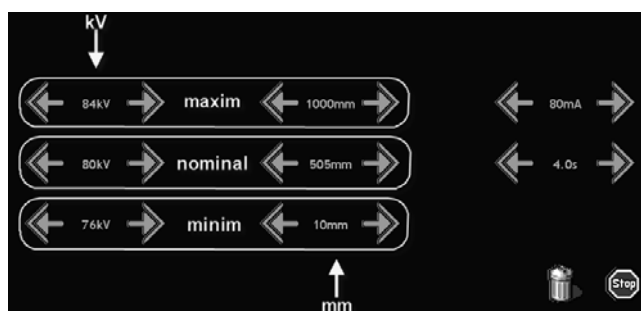 kV
84kV maxim 1000mm 80mA
80kV nominal 505mm 4.0s
76kV minim 10mm
Stop
mm